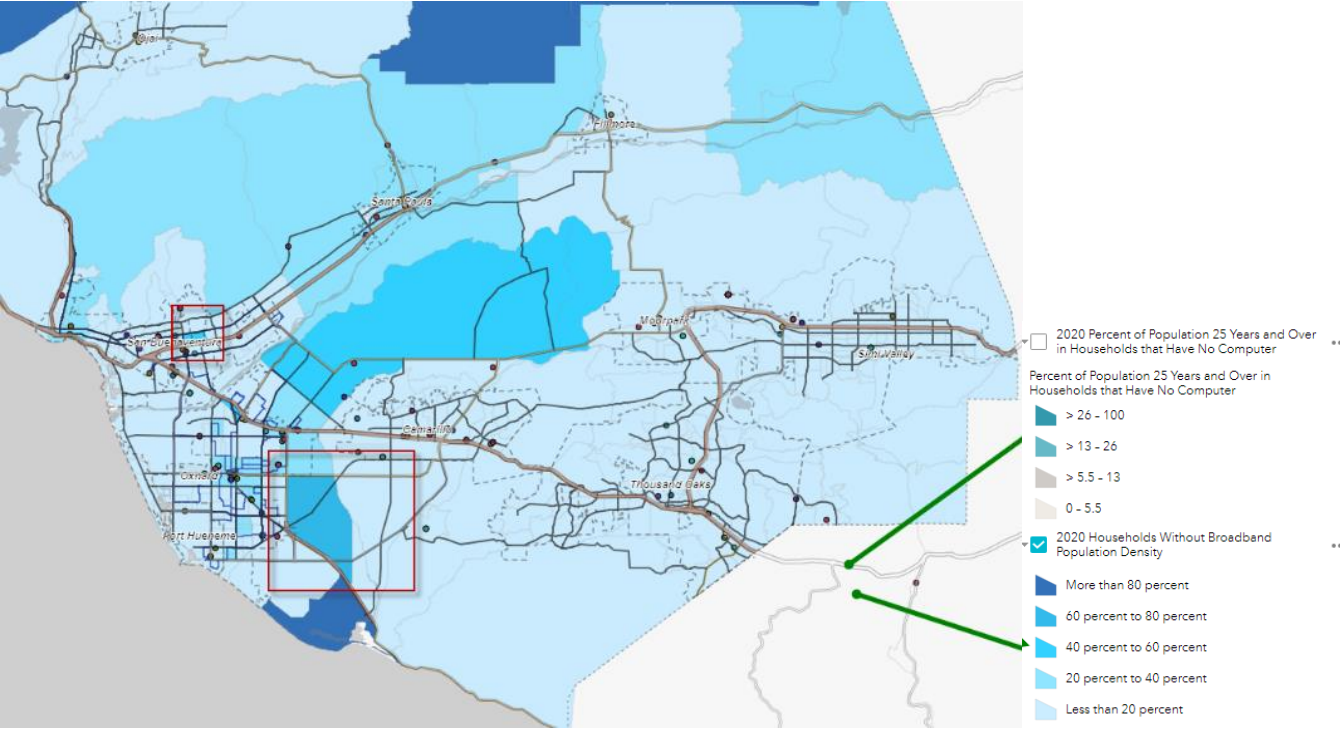 Ojai
Fillmore
Santa Paula
San Buenaventura
Moorpark
Simi Valley
Camarillo
Oxnard
Thousand Oaks
Port Hueneme
2020 Percent of Population 25 Years and Over
in Households that Have No Computer
Percent of Population 25 Years and Over in
Households that Have No Computer
> 26 - 100
> 13 - 26
> 5.5 - 13
0 - 5.5
2020 Households Without Broadband
Population Density
More than 80 percent
60 percent to 80 percent
40 percent to 60 percent
20 percent to 40 percent
Less than 20 percent